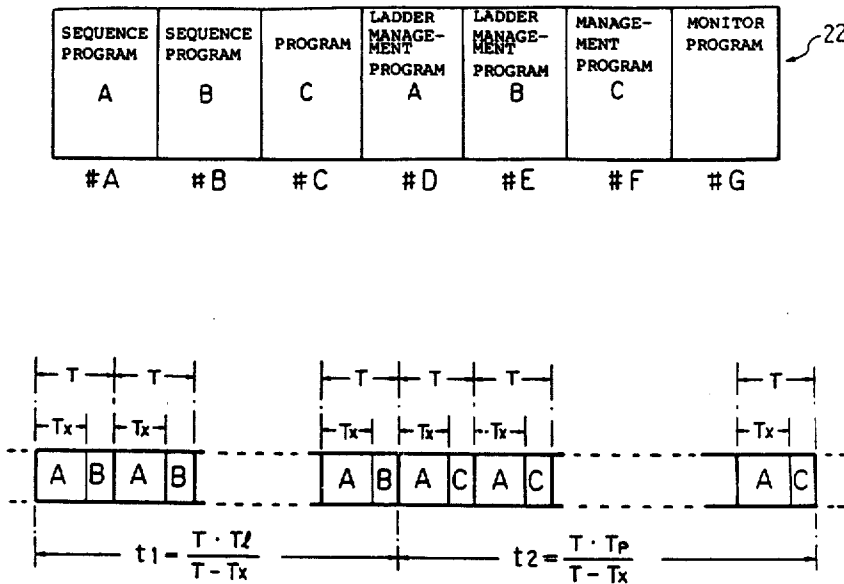 SEQUENCE PROGRAM A
SEQUENCE PROGRAM B
PROGRAM C
LADDER MANAGE-MENT PROGRAM A
LADDER MANAGE-MENT PROGRAM B
MANAGE-MENT PROGRAM C
MONITOR PROGRAM
22
#A #B #C #D #E #F #G
T T T T T T
Tx Tx Tx Tx Tx Tx
A B A B A B A C A C A C
t1 = T · Tℓ / T - Tx t2 = T · Tp / T - Tx